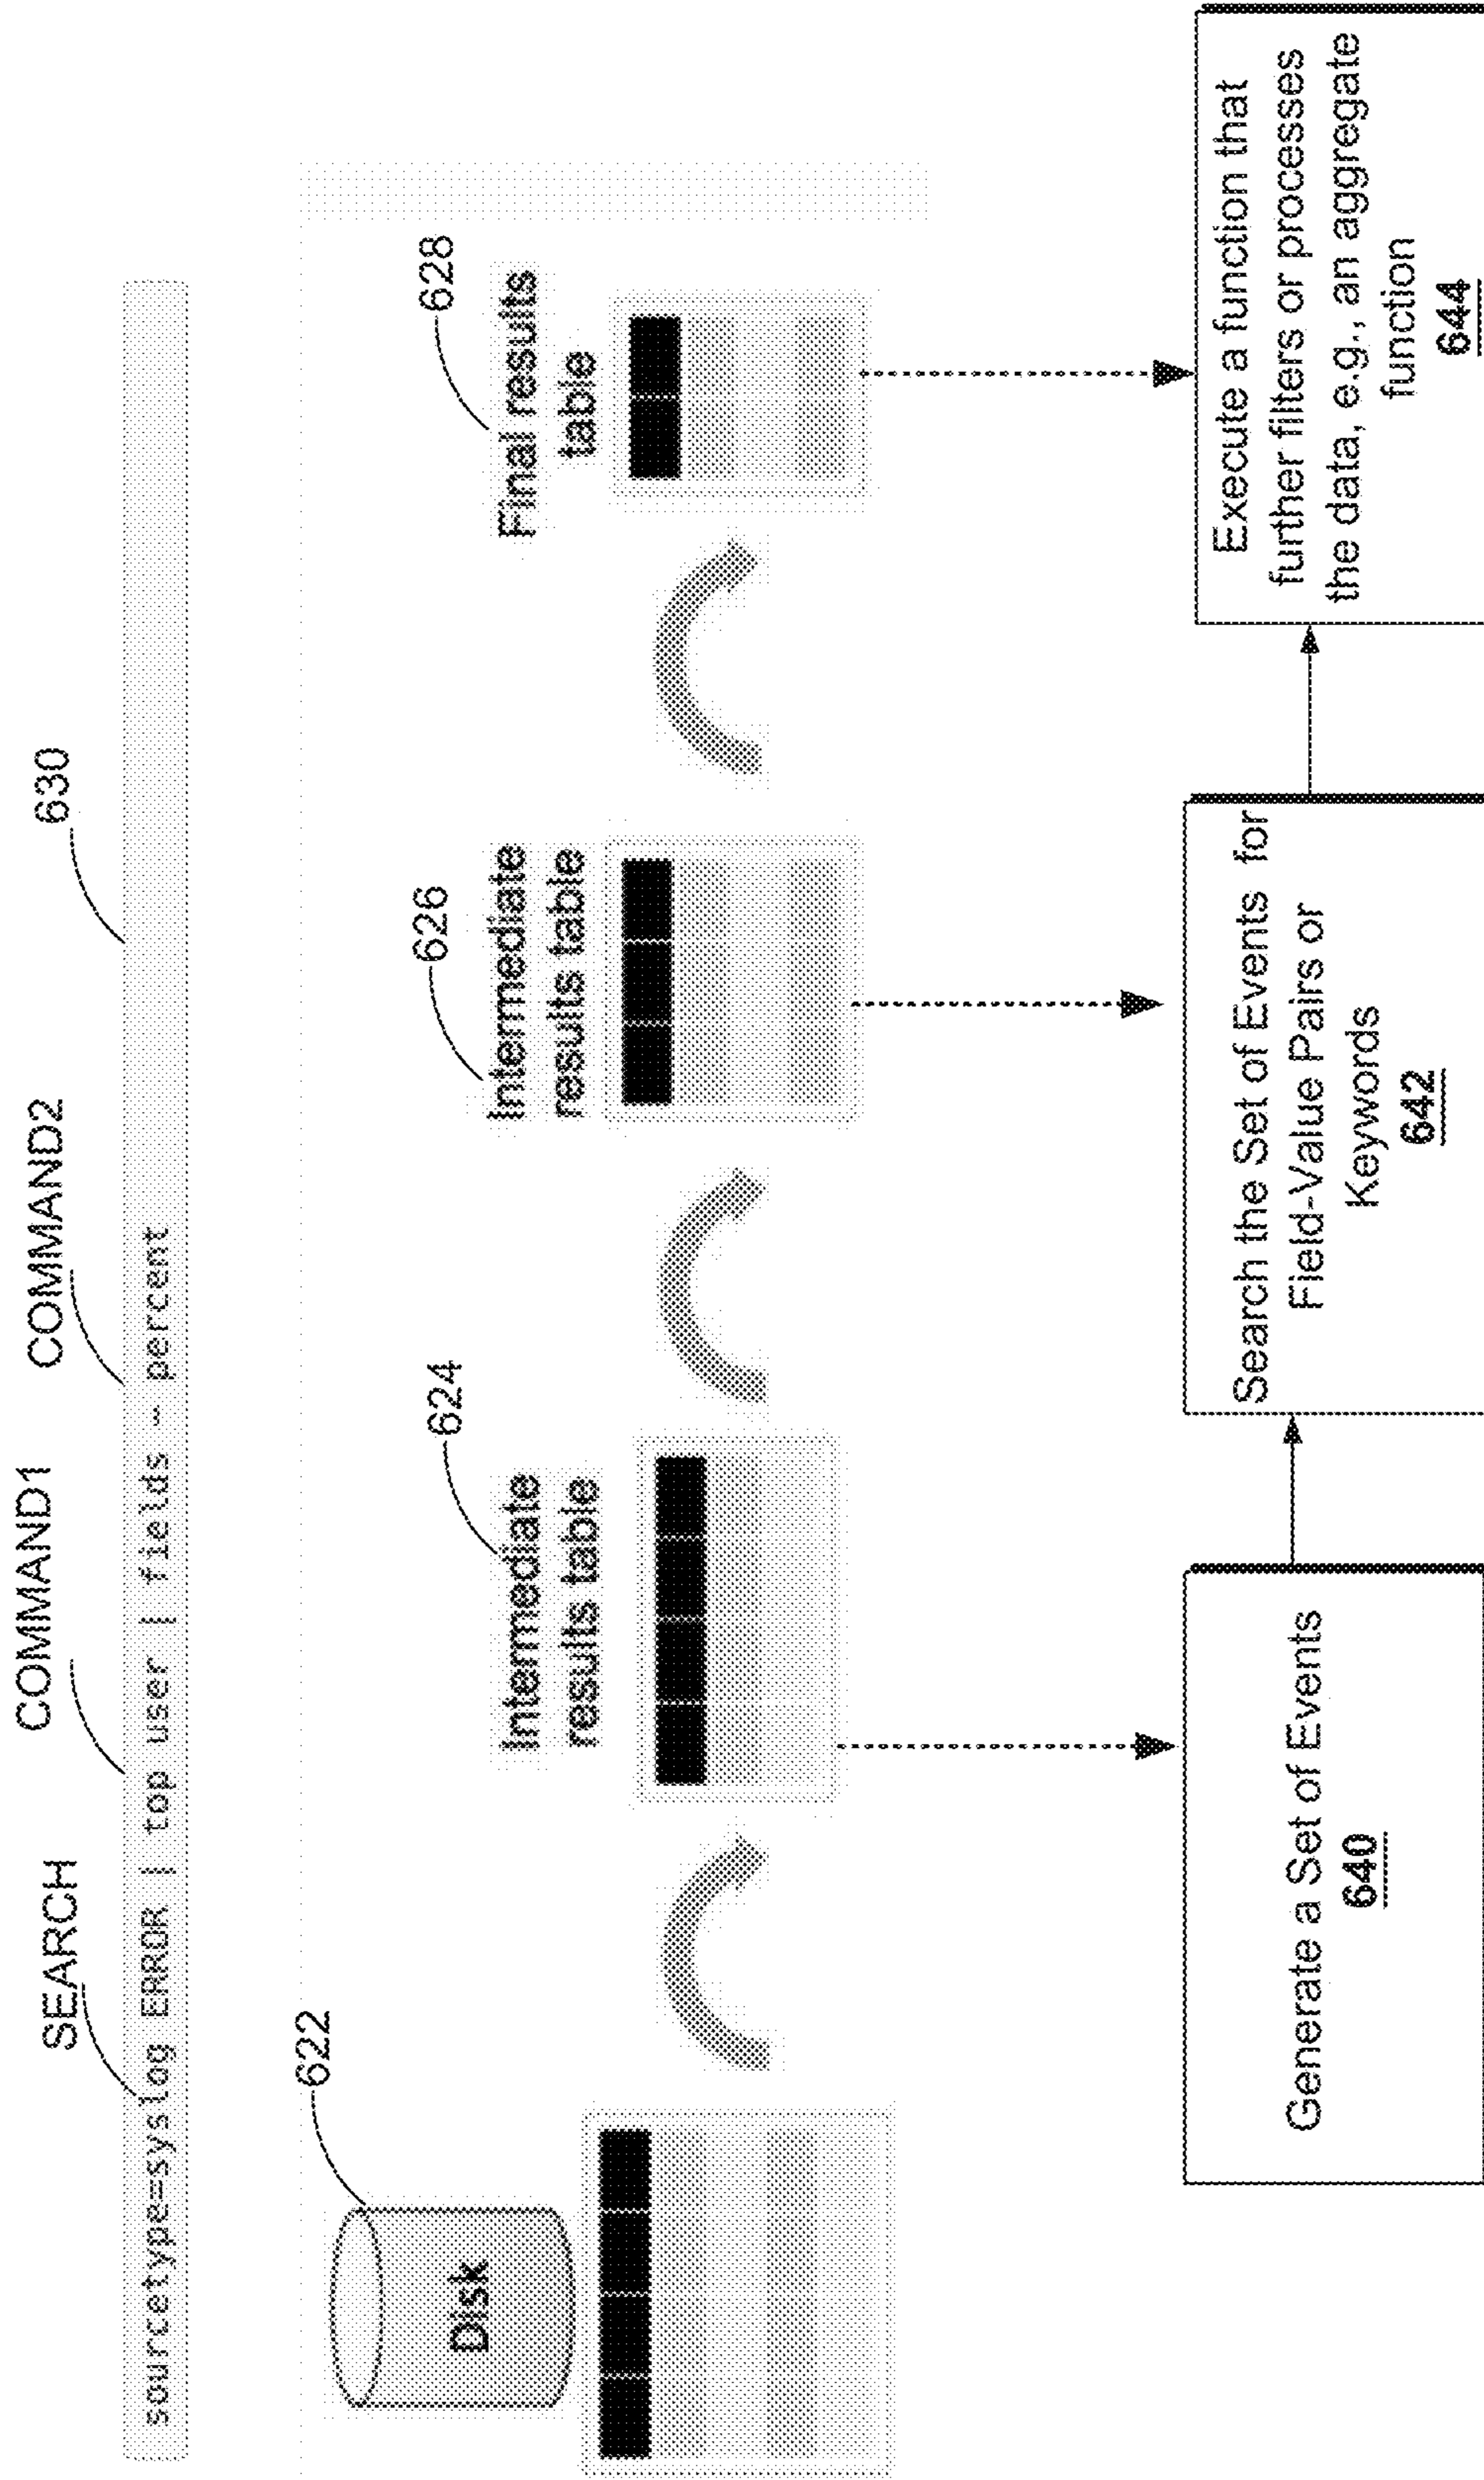 SEARCH
COMMAND1
COMMAND2
630
sourcetype=syslog ERROR | top user | fields – percent
622
Disk
624
Intermediate
results table
626
Intermediate
results table
628
Final results
table
Generate a Set of Events
640
Search the Set of Events for
Field-Value Pairs or
Keywords
642
Execute a function that
further filters or processes
the data, e.g., an aggregate
function
644